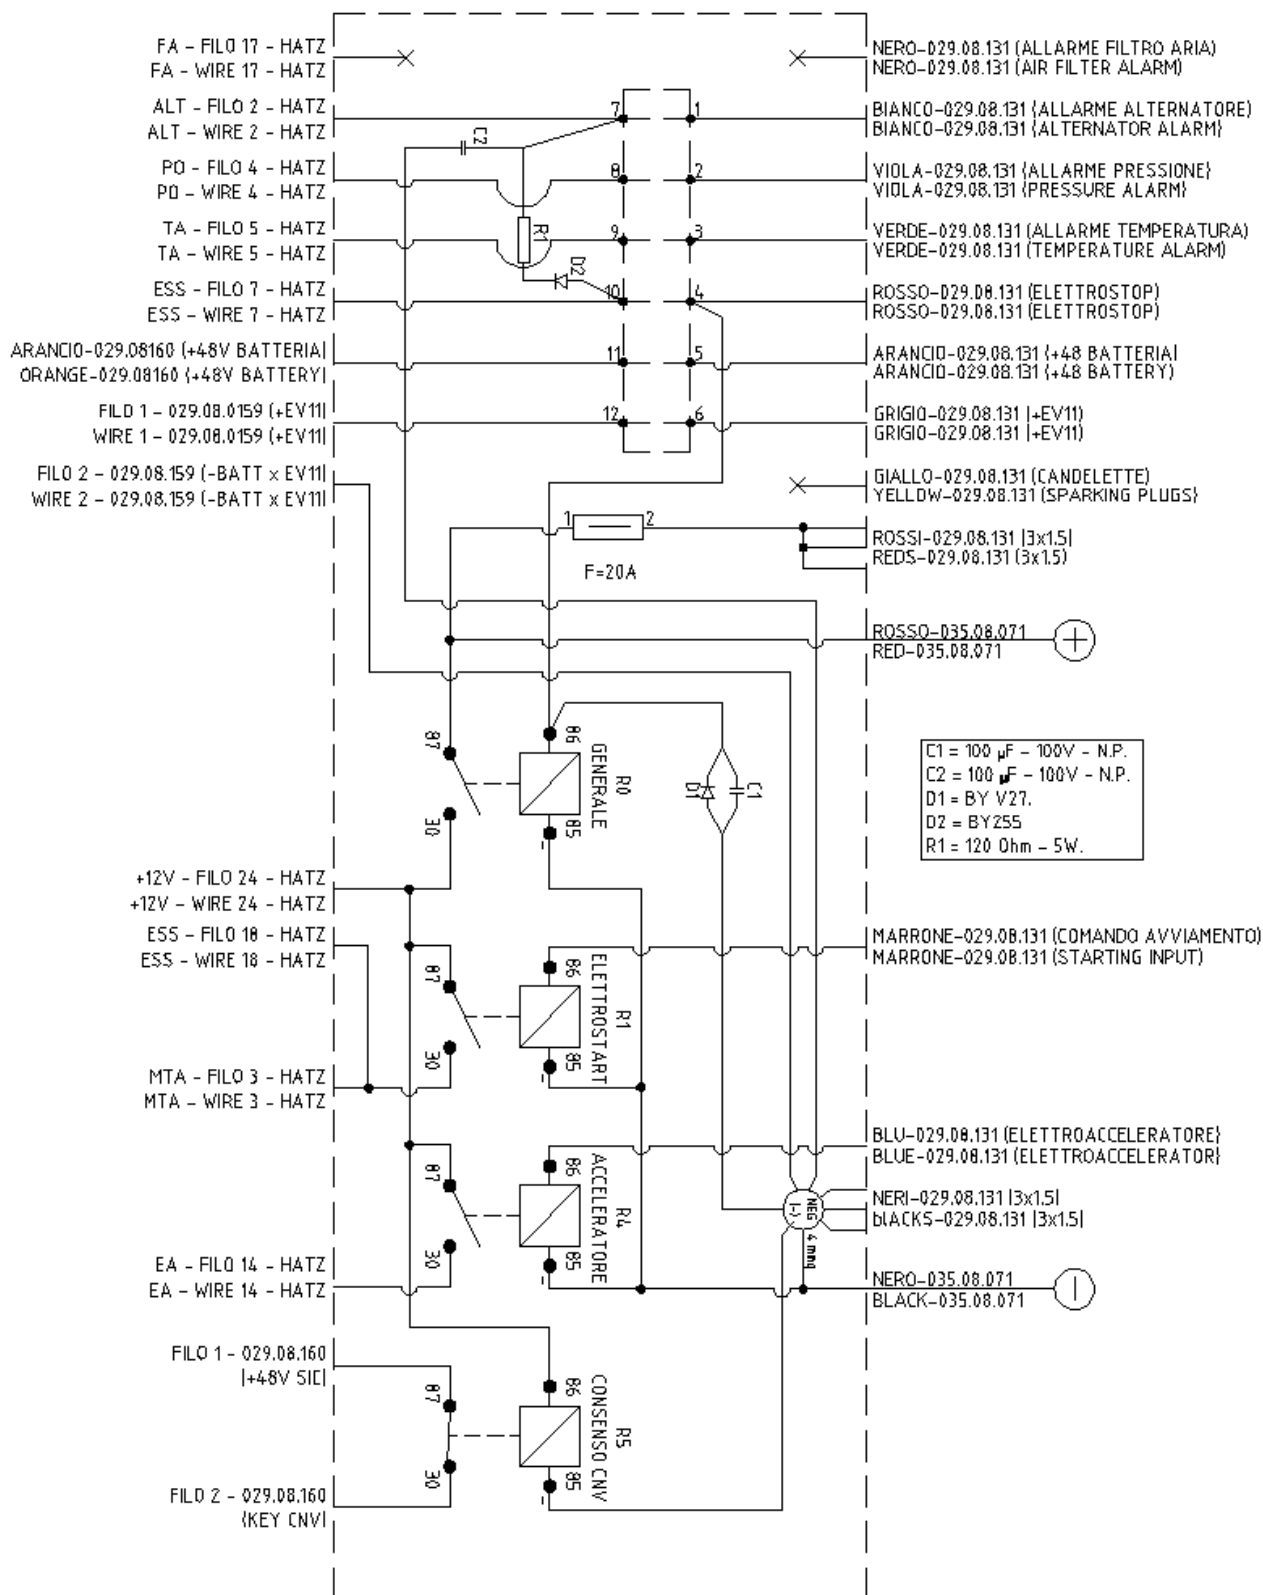 FA - FILO 17 - HATZ
FA - WIRE 17 - HATZ
NERO-029.08.131 (ALLARME FILTRO ARIA)
NERO-029.08.131 (AIR FILTER ALARM)
ALT - FILO 2 - HATZ
ALT - WIRE 2 - HATZ
7
1
BIANCO-029.08.131 (ALLARME ALTERNATORE)
BIANCO-029.08.131 (ALTERNATOR ALARM)
C2
PO - FILO 4 - HATZ
PO - WIRE 4 - HATZ
8
2
VIOLA-029.08.131 (ALLARME PRESSIONE)
VIOLA-029.08.131 (PRESSURE ALARM)
TA - FILO 5 - HATZ
TA - WIRE 5 - HATZ
R1
9
3
VERDE-029.08.131 (ALLARME TEMPERATURA)
VERDE-029.08.131 (TEMPERATURE ALARM)
D2
ESS - FILO 7 - HATZ
ESS - WIRE 7 - HATZ
10
4
ROSSO-029.08.131 (ELETTROSTOP)
ROSSO-029.08.131 (ELETTROSTOP)
ARANCIO-029.08160 (+48V BATTERIA)
ORANGE-029.08160 (+48V BATTERY)
11
5
ARANCIO-029.08.131 (+48 BATTERIA)
ARANCIO-029.08.131 (+48 BATTERY)
FILO 1 - 029.08.0159 (+EV11)
WIRE 1 - 029.08.0159 (+EV11)
12
6
GRIGIO-029.08.131 (+EV11)
GRIGIO-029.08.131 (+EV11)
FILO 2 - 029.08.159 (-BATT x EV11)
WIRE 2 - 029.08.159 (-BATT x EV11)
GIALLO-029.08.131 (CANDELETTE)
YELLOW-029.08.131 (SPARKING PLUGS)
1
2
F=20A
ROSSI-029.08.131 (3x1.5)
REDS-029.08.131 (3x1.5)
ROSSO-035.08.071
RED-035.08.071
+
87
30
86
85
-
R0
GENERALE
D1
C1
C1 = 100 µF - 100V - N.P.
C2 = 100 µF - 100V - N.P.
D1 = BY V27.
D2 = BY255
R1 = 120 Ohm - 5W.
+12V - FILO 24 - HATZ
+12V - WIRE 24 - HATZ
ESS - FILO 18 - HATZ
ESS - WIRE 18 - HATZ
MARRONE-029.08.131 (COMANDO AVVIAMENTO)
MARRONE-029.08.131 (STARTING INPUT)
87
30
86
85
-
R1
ELETTROSTART
MTA - FILO 3 - HATZ
MTA - WIRE 3 - HATZ
BLU-029.08.131 (ELETTROACCELERATORE)
BLUE-029.08.131 (ELETTROACCELERATOR)
87
30
86
85
-
R4
ACCELERATORE
NEG
(-)
4 mmq
NERI-029.08.131 (3x1.5)
bLACKS-029.08.131 (3x1.5)
EA - FILO 14 - HATZ
EA - WIRE 14 - HATZ
NERO-035.08.071
BLACK-035.08.071
-
FILO 1 - 029.08.160
(+48V SIE)
87
30
86
85
-
R5
CONSENSO CNV
FILO 2 - 029.08.160
(KEY CNV)